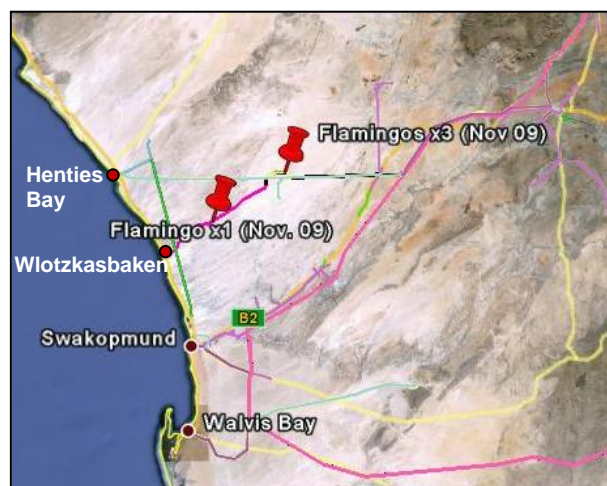 Flamingos x3 (Nov 09)
Henties
Bay
Flamingo x1 (Nov. 09)
Wlotzkasbaken
B2
Swakopmund
Walvis Bay